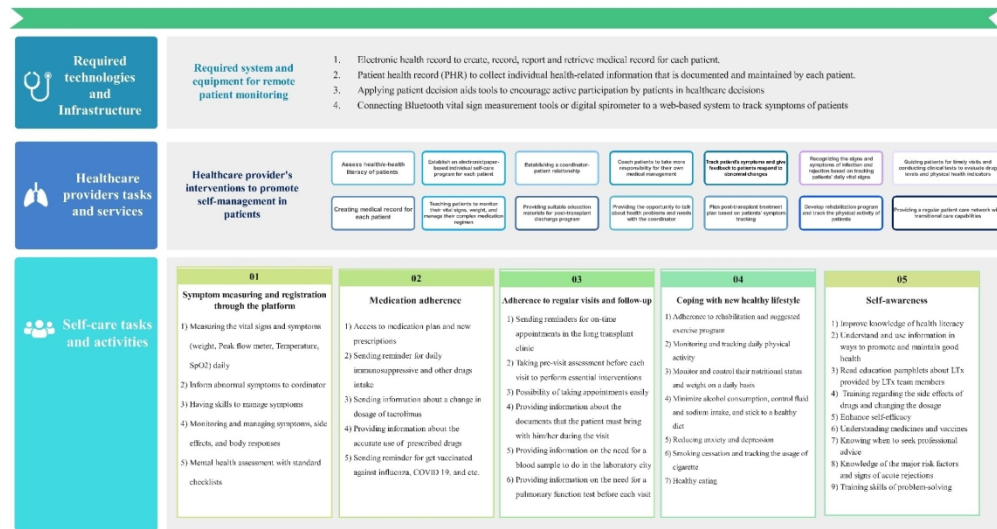 Required
technologies
and
Infrastructure
Required system and
equipment for remote
patient monitoring
1. Electronic health record to create, record, report and retrieve medical record for each patient.
2. Patient health record (PHR) to collect individual health-related information that is documented and maintained by each patient.
3. Applying patient decision aids tools to encourage active participation by patients in healthcare decisions
4. Connecting Bluetooth vital sign measurement tools or digital spirometer to a web-based system to track symptoms of patients
Healthcare
providers tasks
and services
Healthcare provider's
interventions to promote
self-management in
patients
Assess health/e-health
literacy of patients
Establish an electronic/paper-
based individual self-care
program for each patient
Establishing a coordinator-
patient relationship
Coach patients to take more
responsibility for their own
medical management
Track patient's symptoms and give
feedback to patients respond to
abnormal changes
Recognizing the signs and
symptoms of infection and
rejection based on tracking
patients' daily vital signs
Guiding patients for timely visits and
conducting clinical tests to evaluate drug
levels and physical health indicators
Creating medical record for
each patient
Teaching patients to monitor
their vital signs, weight, and
manage their complex medication
regimen
Providing suitable education
materials for post-transplant
discharge program
Providing the opportunity to talk
about health problems and needs
with the coordinator
Plan post-transplant treatment
plan based on patients' symptom
tracking
Develop rehabilitation program
and track the physical activity of
patients
Providing a regular patient care network with
transitional care capabilities
Self-care tasks
and activities
01
Symptom measuring and registration
through the platform
1) Measuring the vital signs and symptoms
(weight, Peak flow meter, Temperature,
SpO2) daily
2) Inform abnormal symptoms to cordinator
3) Having skills to manage symptoms
4) Monitoring and managing symptoms, side
effects, and body responses
5) Mental health assessment with standard
checklists
02
Medication adherence
1) Access to medication plan and new
prescriptions
2) Sending reminder for daily
immunosuppressive and other drugs
intake
3) Sending information about a change in
dosage of tacrolimus
4) Providing information about the
accurate use of prescribed drugs
5) Sending reminder for get vaccinated
against influenza, COVID 19, and etc.
03
Adherence to regular visits and follow-up
1) Sending reminders for on-time
appointments in the long transplant
clinic
2) Taking pre-visit assessment before each
visit to perform essential interventions
3) Possibility of taking appointments easily
4) Providing information about the
documents that the patient must bring
with him/her during the visit
5) Providing information on the need for a
blood sample to do in the laboratory city
6) Providing information on the need for a
pulmonary function test before each visit
04
Coping with new healthy lifestyle
1) Adherence to rehabilitation and suggested
exercise program
2) Monitoring and tracking daily physical
activity
3) Monitor and control their nutritional status
and weight on a daily basis
4) Minimize alcohol consumption, control fluid
and sodium intake, and stick to a healthy
diet
5) Reducing anxiety and depression
6) Smoking cessation and tracking the usage of
cigarette
7) Healthy eating
05
Self-awareness
1) Improve knowledge of health literacy
2) Understand and use information in
ways to promote and maintain good
health
3) Read education pamphlets about LTx
provided by LTx team members
4) Training regarding the side effects of
drugs and changing the dosage
5) Enhance self-efficacy
6) Understanding medicines and vaccines
7) Knowing when to seek professional
advice
8) Knowledge of the major risk factors
and signs of acute rejections
9) Training skills of problem-solving